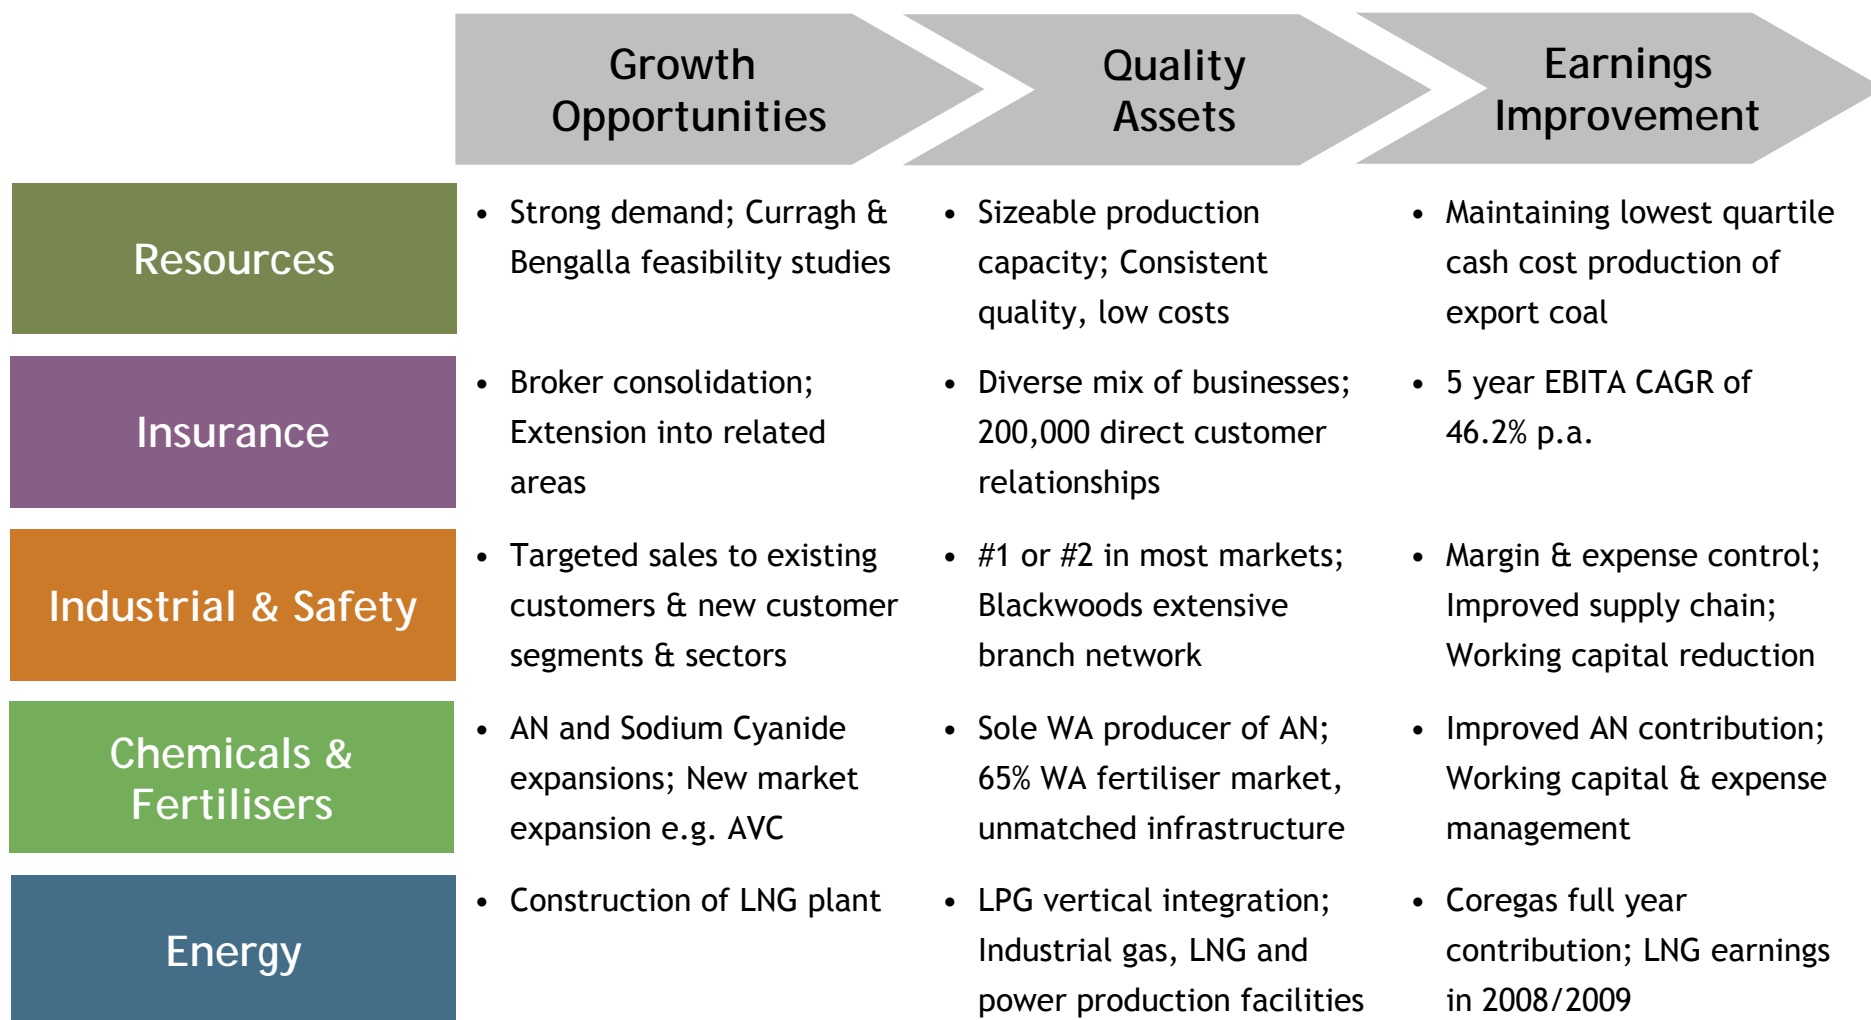 Growth
Opportunities
Quality
Assets
Earnings
Improvement
Resources
• Strong demand; Curragh &
Bengalla feasibility studies
• Sizeable production
capacity; Consistent
quality, low costs
• Maintaining lowest quartile
cash cost production of
export coal
Insurance
• Broker consolidation;
Extension into related
areas
• Diverse mix of businesses;
200,000 direct customer
relationships
• 5 year EBITA CAGR of
46.2% p.a.
Industrial & Safety
• Targeted sales to existing
customers & new customer
segments & sectors
• #1 or #2 in most markets;
Blackwoods extensive
branch network
• Margin & expense control;
Improved supply chain;
Working capital reduction
Chemicals &
Fertilisers
• AN and Sodium Cyanide
expansions; New market
expansion e.g. AVC
• Sole WA producer of AN;
65% WA fertiliser market,
unmatched infrastructure
• Improved AN contribution;
Working capital & expense
management
Energy
• Construction of LNG plant
• LPG vertical integration;
Industrial gas, LNG and
power production facilities
• Coregas full year
contribution; LNG earnings
in 2008/2009